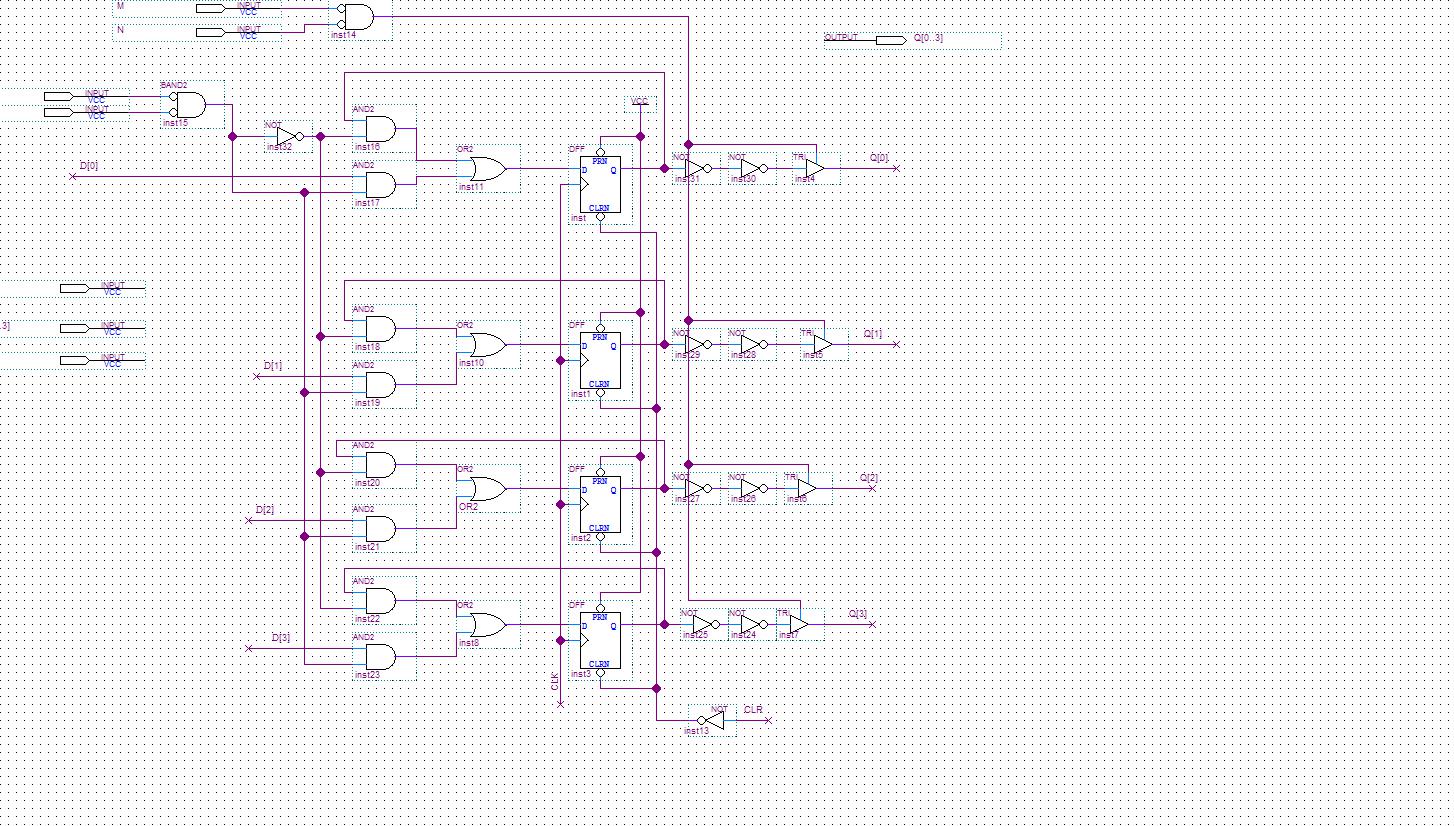 M INPUT
VCC
N INPUT
VCC
inst14
OUTPUT Q[0..3]
BAND2
INPUT
VCC
INPUT
VCC
inst15
VCC
AND2
NOT
inst32
inst16
D[0]
AND2
inst17
OR2
inst11
DFF
PRN
D Q
CLRN
inst
NOT
inst31
NOT
inst30
TRI
inst4
Q[0]
INPUT
VCC
.3] INPUT
VCC
INPUT
VCC
AND2
inst18
D[1]
AND2
inst19
OR2
inst10
DFF
PRN
D Q
CLRN
inst1
NOT
inst29
NOT
inst28
TRI
inst5
Q[1]
AND2
inst20
D[2]
AND2
inst21
OR2
OR2
DFF
PRN
D Q
CLRN
inst2
NOT
inst27
NOT
inst26
TRI
inst6
Q[2]
AND2
inst22
D[3]
AND2
inst23
OR2
inst8
DFF
PRN
D Q
CLRN
inst3
NOT
inst25
NOT
inst24
TRI
inst7
Q[3]
CLK
NOT
inst13
CLR